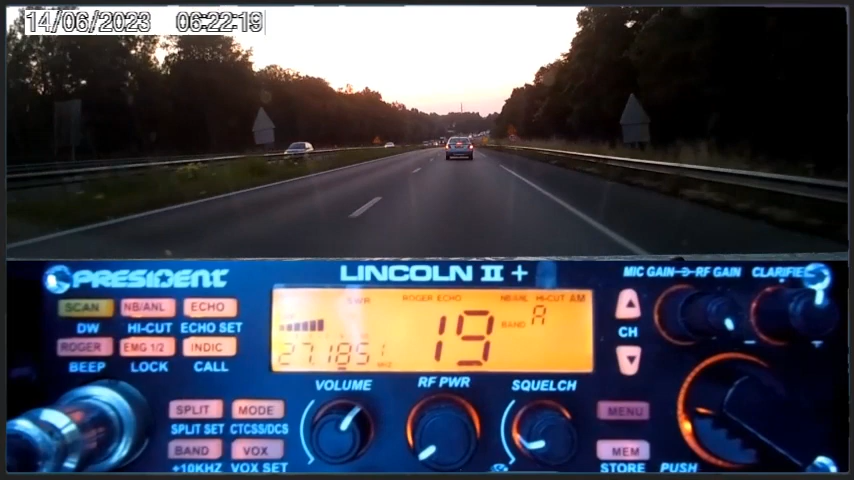 14/06/2023 06:22:19
PRESIDENT LINCOLN II + MIC GAIN RF GAIN CLARIFIER
SCAN NB/ANL ECHO
DW HI-CUT ECHO SET
ROGER EMG 1/2 INDIC
BEEP LOCK CALL
SWR ROGER ECHO NB/ANL HI-CUT AM
19 BAND A
27.1851 MHZ
CH
VOLUME RF PWR SQUELCH
SPLIT MODE
SPLIT SET CTCSS/DCS
BAND VOX
+10KHZ VOX SET
MENU
MEM
STORE PUSH